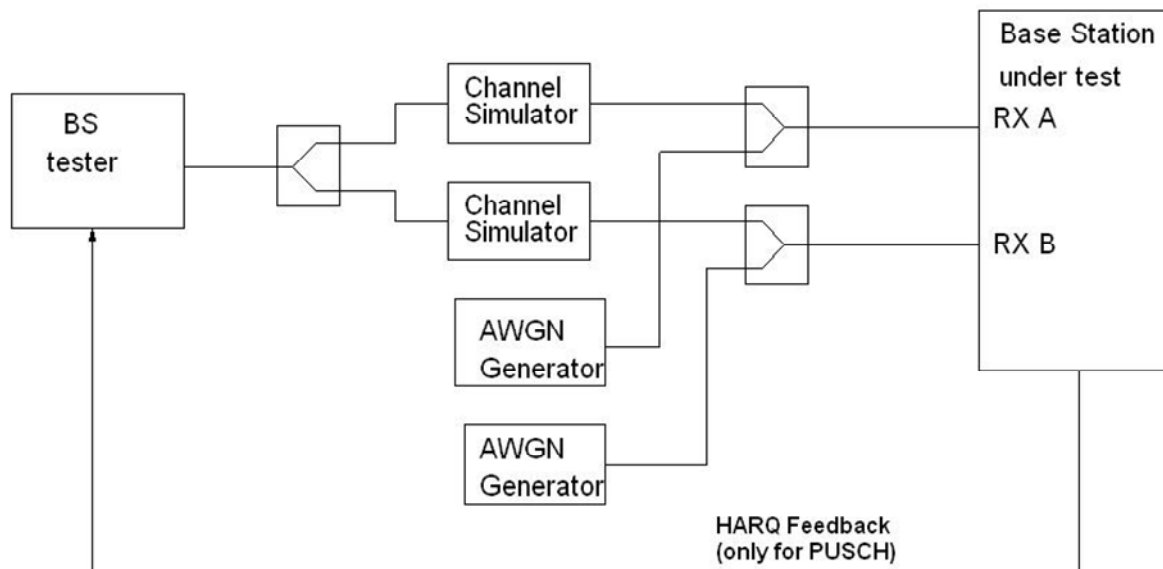 BS
tester
Channel
Simulator
Channel
Simulator
AWGN
Generator
AWGN
Generator
Base Station
under test
RX A
RX B
HARQ Feedback
(only for PUSCH)